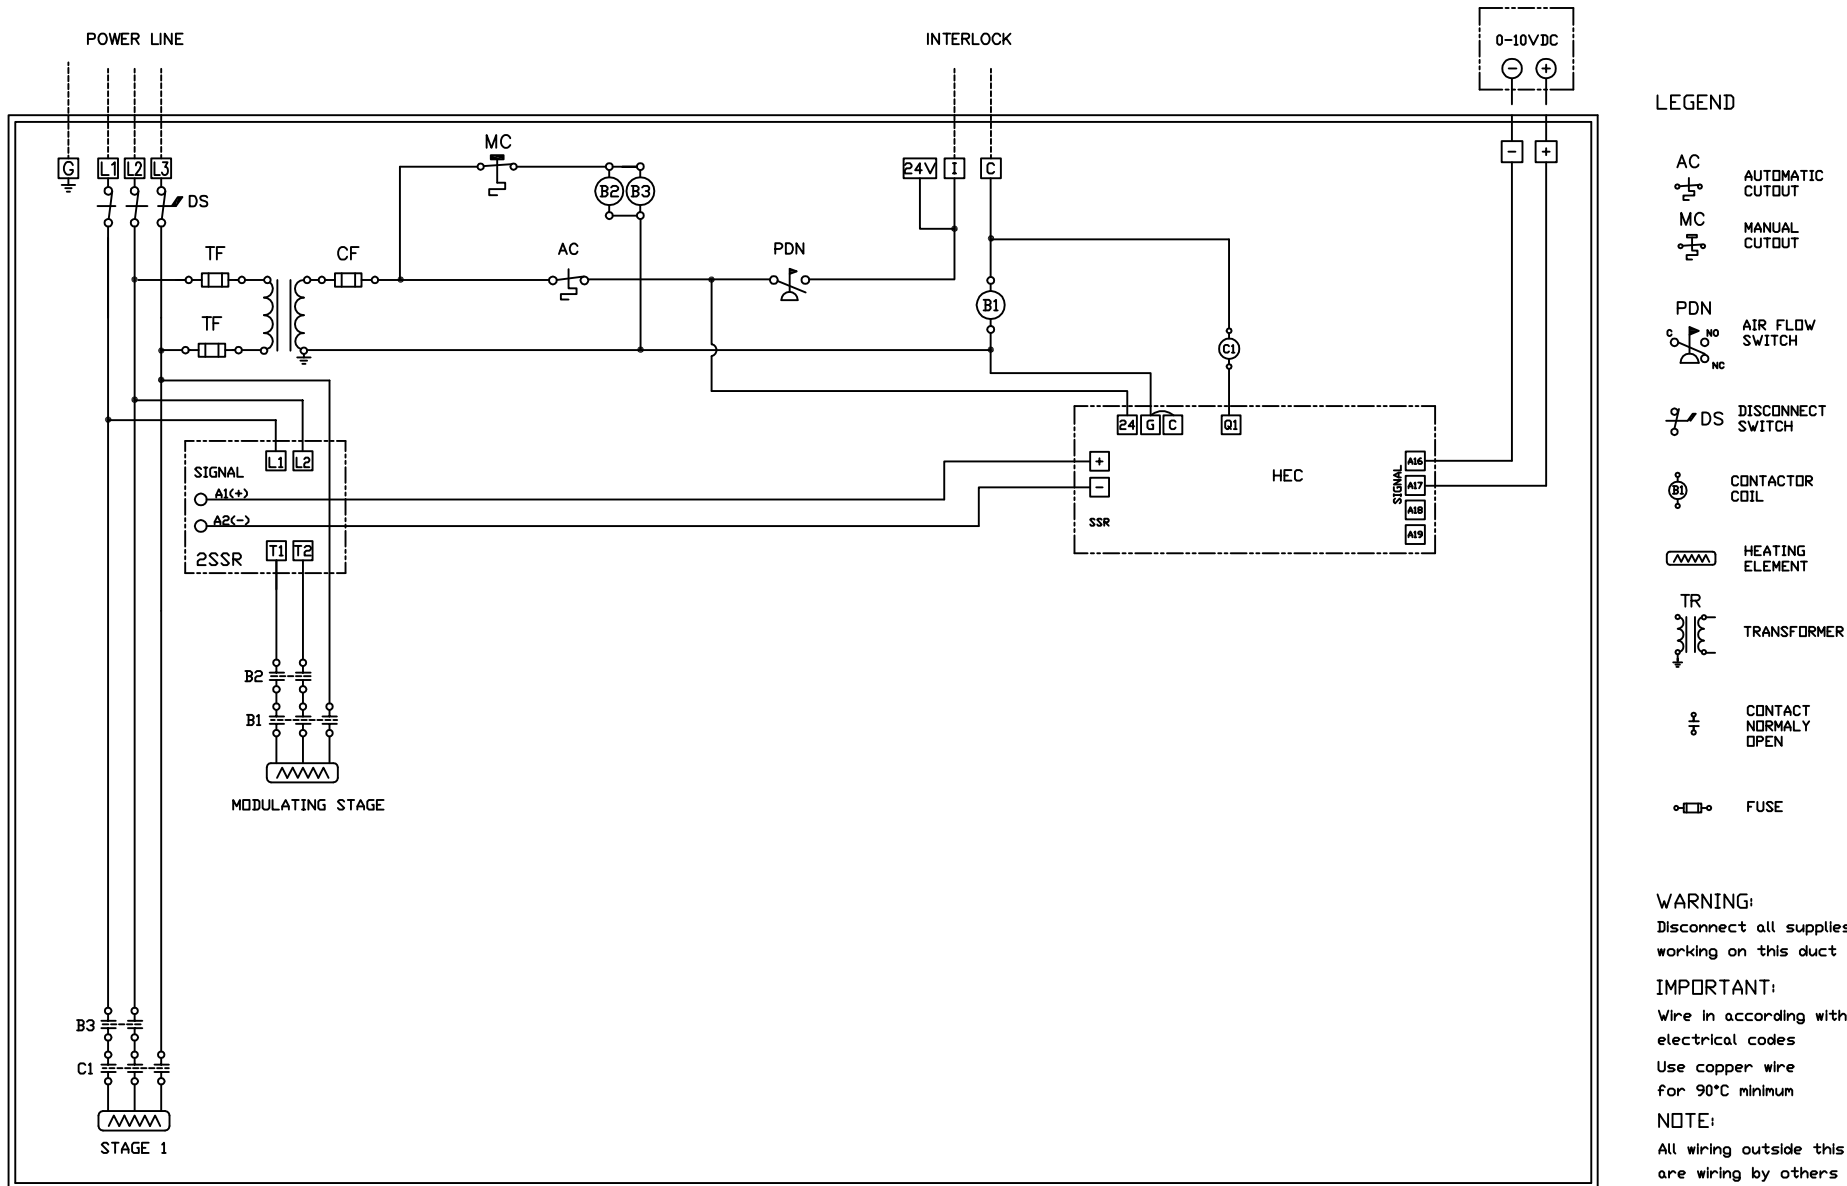 POWER LINE
INTERLOCK
0-10VDC
- +
G L1 L2 L3
DS
MC
B2 B3
24V I C
- +
TF
CF
AC
PDN
B1
TF
C1
24 G C Q1
L1 L2
SIGNAL
A1(+)
A2(-)
2SSR
T1 T2
+
-
SSR
HEC
SIGNAL
A16
A17
A18
A19
B2
B1
MODULATING STAGE
B3
C1
STAGE 1
LEGEND
AC
AUTOMATIC
CUTOUT
MC
MANUAL
CUTOUT
PDN
C
NO
NC
AIR FLOW
SWITCH
DS
DISCONNECT
SWITCH
B1
CONTACTOR
COIL
HEATING
ELEMENT
TR
TRANSFORMER
CONTACT
NORMALY
OPEN
FUSE
WARNING:
Disconnect all supplies
working on this duct
IMPORTANT:
Wire in according with
electrical codes
Use copper wire
for 90°C minimum
NOTE:
All wiring outside this
are wiring by others